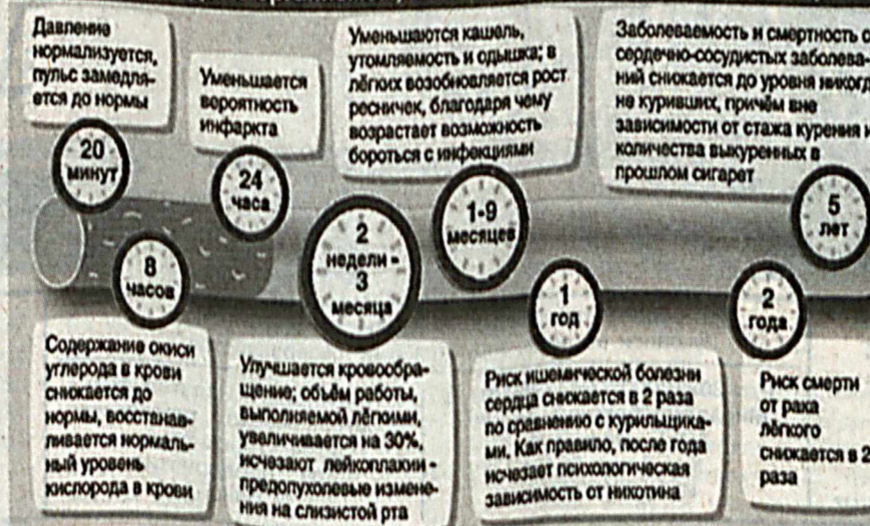 Давление
нормализуется,
пульс замедля-
ется до нормы
20
минут
8
часов
Содержание окиси
углерода в крови
снижается до
нормы, восстанав-
ливается нормаль-
ный уровень
кислорода в крови
Уменьшается
вероятность
инфаркта
24
часа
2
недели -
3
месяца
Улучшается кровообра-
щение; объём работы,
выполняемой лёгкими,
увеличивается на 30%,
исчезают лейкоплакии -
предопухолевые измене-
ния на слизистой рта
Уменьшаются кашель,
утомляемость и одышка; в
лёгких возобновляется рост
ресничек, благодаря чему
возрастает возможность
бороться с инфекциями
1-9
месяцев
1
год
Риск ишемической болезни
сердца снижается в 2 раза
по сравнению с курильщика-
ми. Как правило, после года
исчезает психологическая
зависимость от никотина
2
года
Риск смерти
от рака
лёгкого
снижается в 2
раза
Заболеваемость и смертность о
сердечно-сосудистых заболева-
ний снижается до уровня никогд
не куривших, причём вне
зависимости от стажа курения и
количества выкуренных в
прошлом сигарет
5
лет